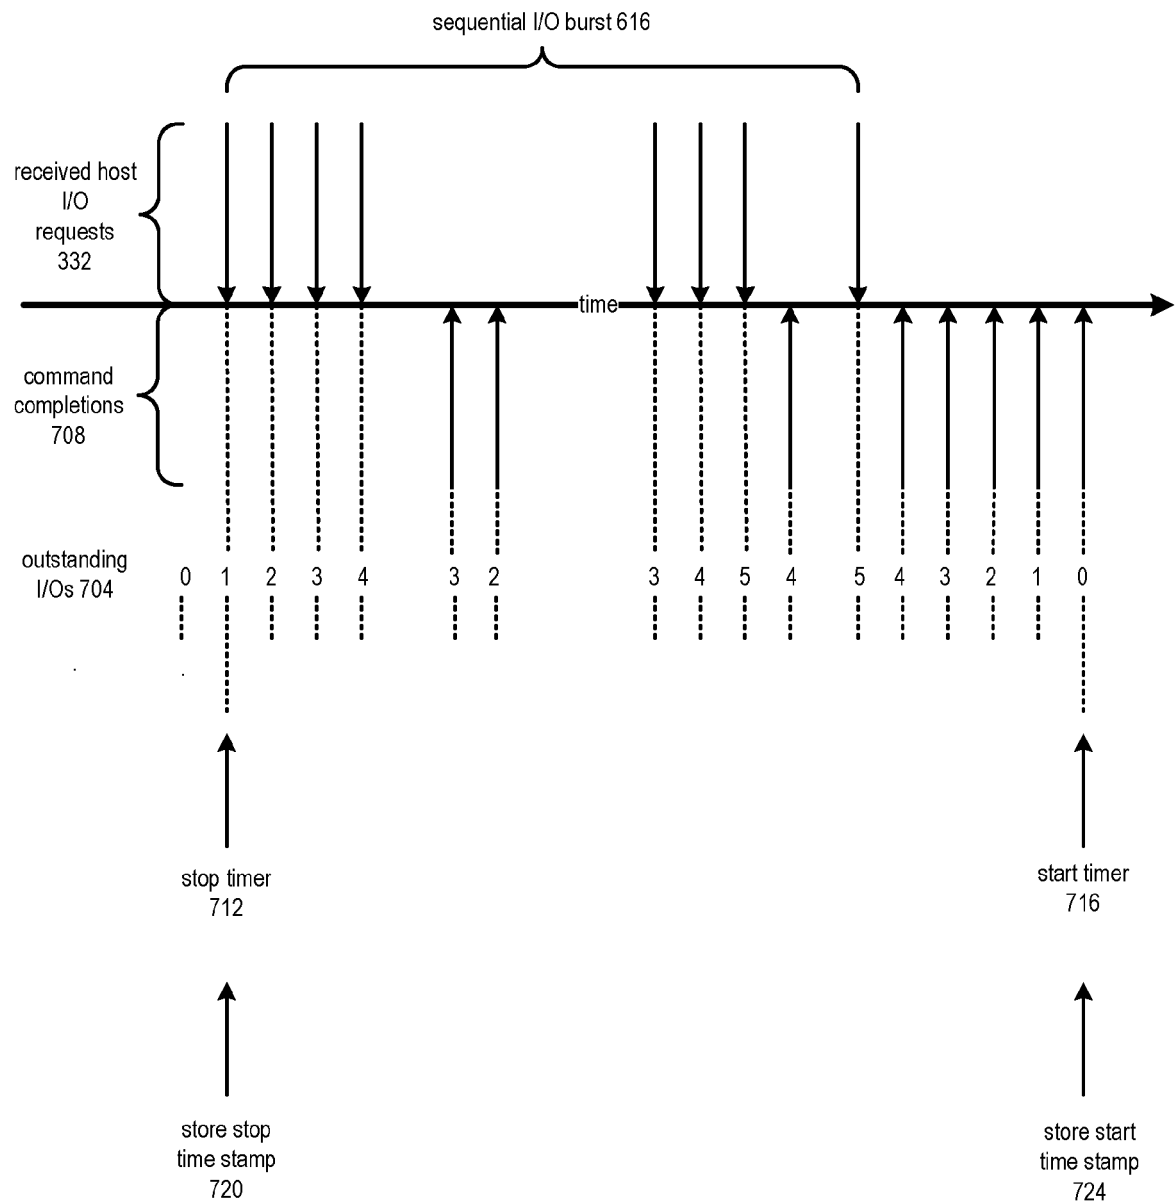 sequential I/O burst 616
received host
I/O
requests
332
time
command
completions
708
outstanding
I/Os 704
0 1 2 3 4 3 2 3 4 5 4 5 4 3 2 1 0
stop timer
712
start timer
716
store stop
time stamp
720
store start
time stamp
724